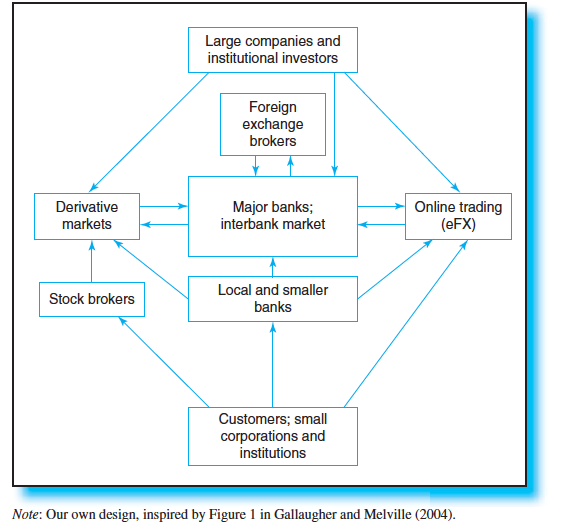 Large companies and
institutional investors
Foreign
exchange
brokers
Derivative
markets
Major banks;
interbank market
Online trading
(eFX)
Stock brokers
Local and smaller
banks
Customers; small
corporations and
institutions
Note: Our own design, inspired by Figure 1 in Gallaugher and Melville (2004).